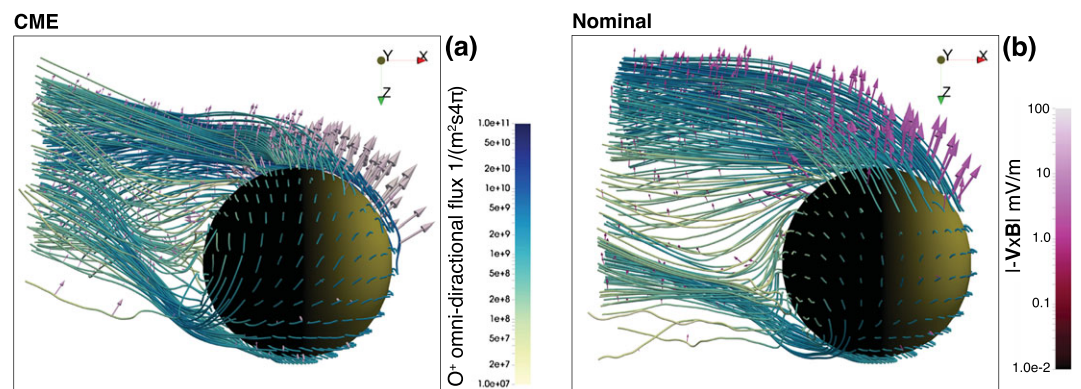 CME
Nominal
(a)
(b)
Y
X
Z
Y
X
Z
O+ omni-diractional flux 1/(m²s4π)
1.0e+11
5e+10
2e+10
1e+10
5e+9
2e+9
1e+9
5e+8
2e+8
1e+8
5e+7
2e+7
1.0e+07
|-VxB| mV/m
100
10
1.0
0.1
1.0e-2